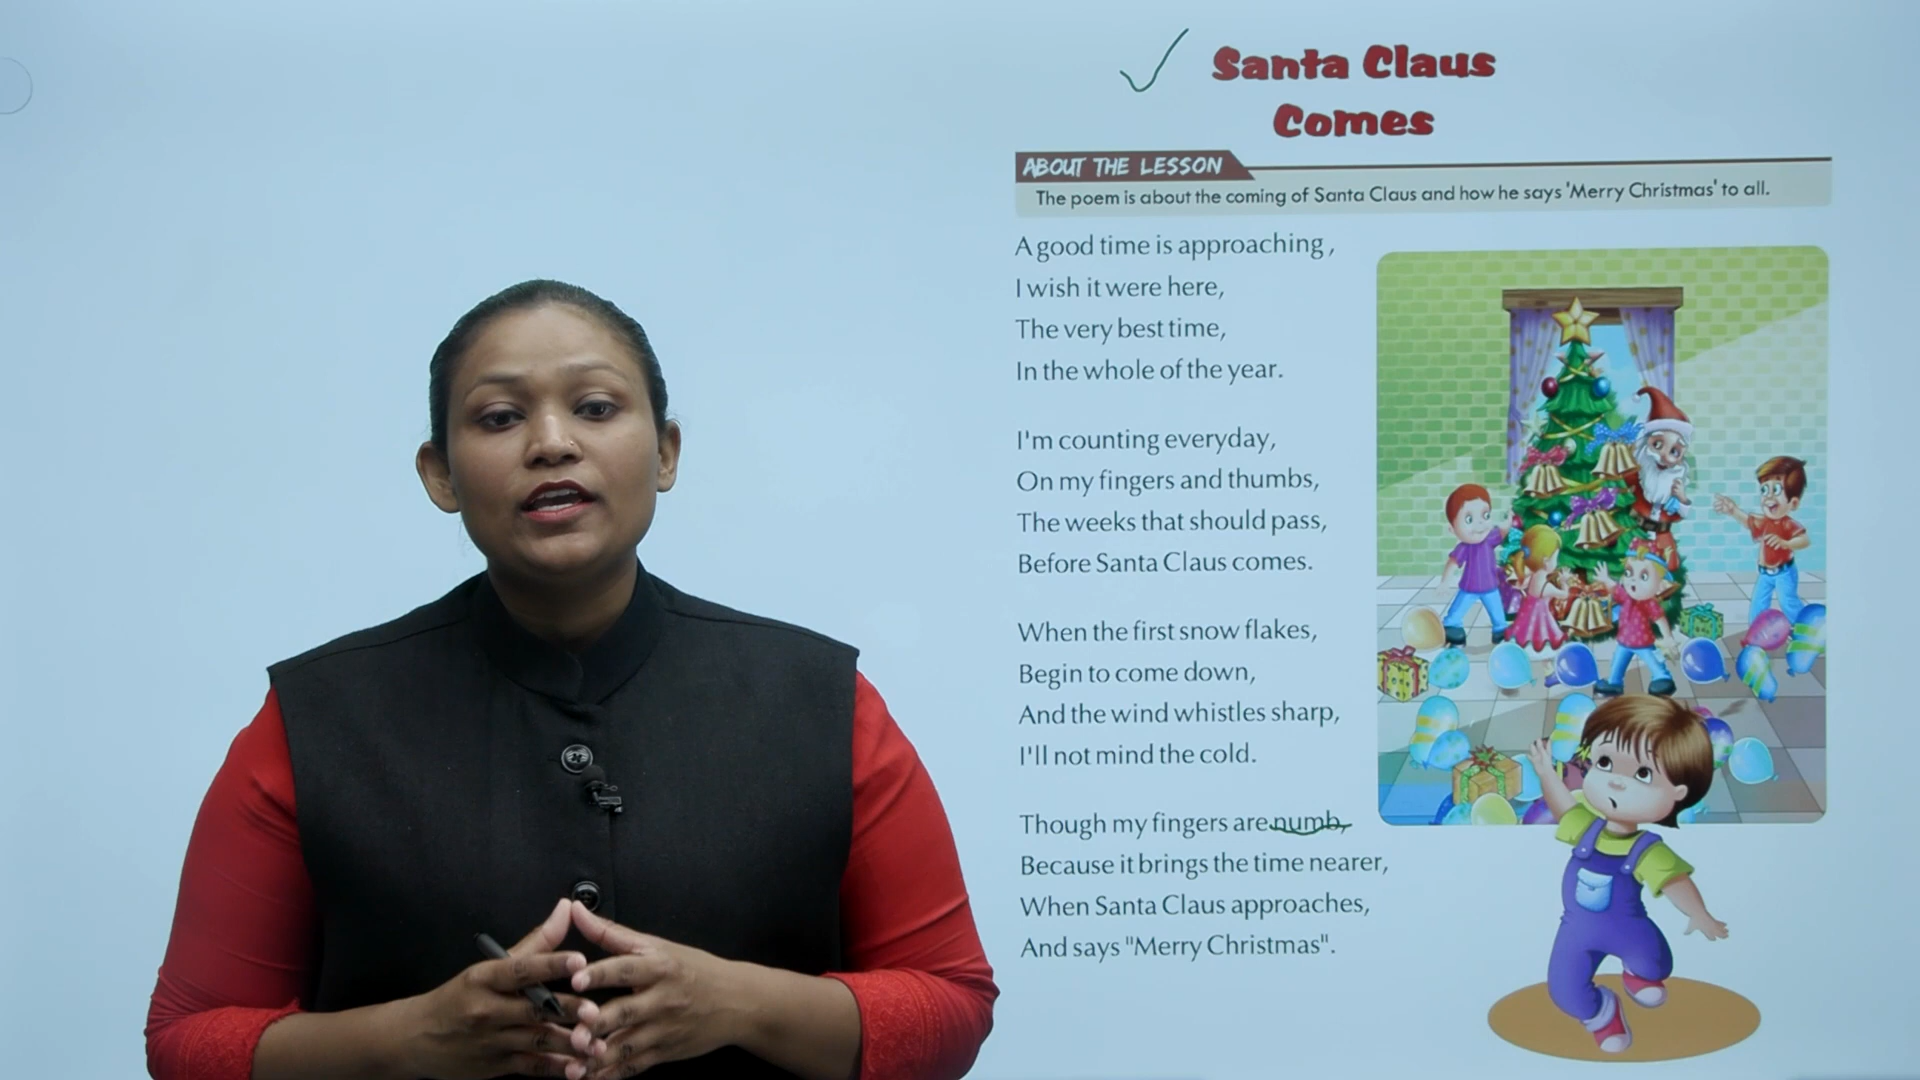 Santa Claus
Comes
ABOUT THE LESSON
The poem is about the coming of Santa Claus and how he says 'Merry Christmas' to all.
A good time is approaching,
I wish it were here,
The very best time,
In the whole of the year.
I'm counting everyday,
On my fingers and thumbs,
The weeks that should pass,
Before Santa Claus comes.
When the first snow flakes,
Begin to come down,
And the wind whistles sharp,
I'll not mind the cold.
Though my fingers are numb,
Because it brings the time nearer,
When Santa Claus approaches,
And says "Merry Christmas".